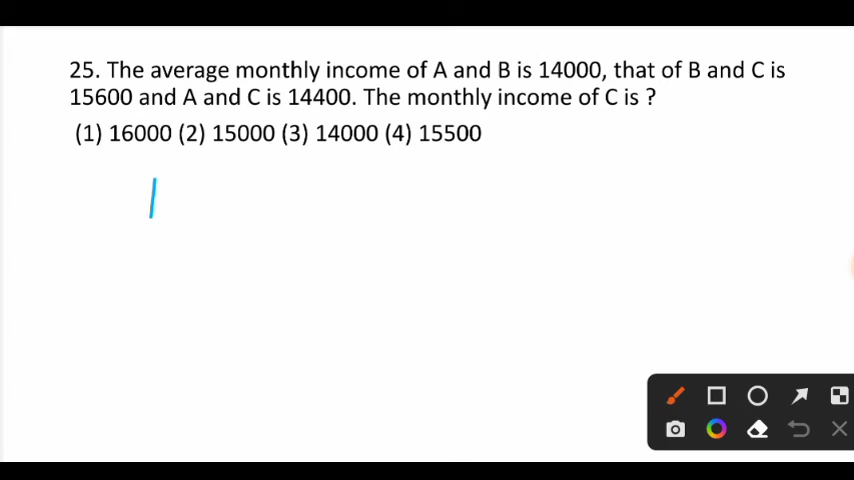 25. The average monthly income of A and B is 14000, that of B and C is
15600 and A and C is 14400. The monthly income of C is ?
(1) 16000 (2) 15000 (3) 14000 (4) 15500